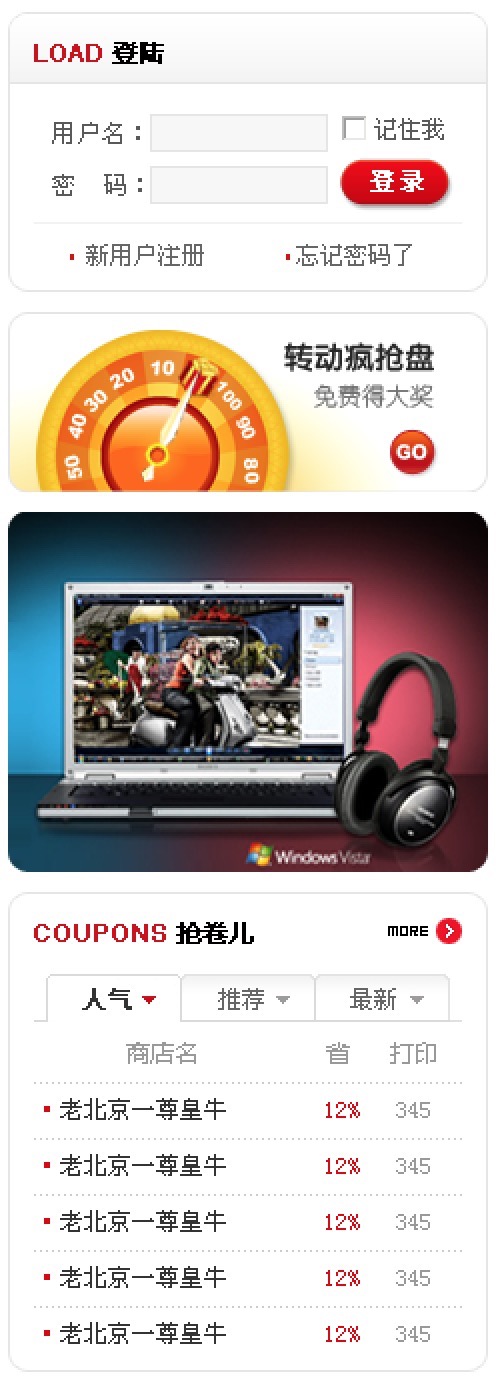 LOAD 登陆
用户名：
记住我
密 码：
登录
新用户注册
忘记密码了
转动疯抢盘
免费得大奖
50 40 30 20 10 100 90 80
GO
Windows Vista
COUPONS 抢卷儿
MORE
人气 推荐 最新
商店名 省 打印
老北京一尊皇牛 12% 345
老北京一尊皇牛 12% 345
老北京一尊皇牛 12% 345
老北京一尊皇牛 12% 345
老北京一尊皇牛 12% 345